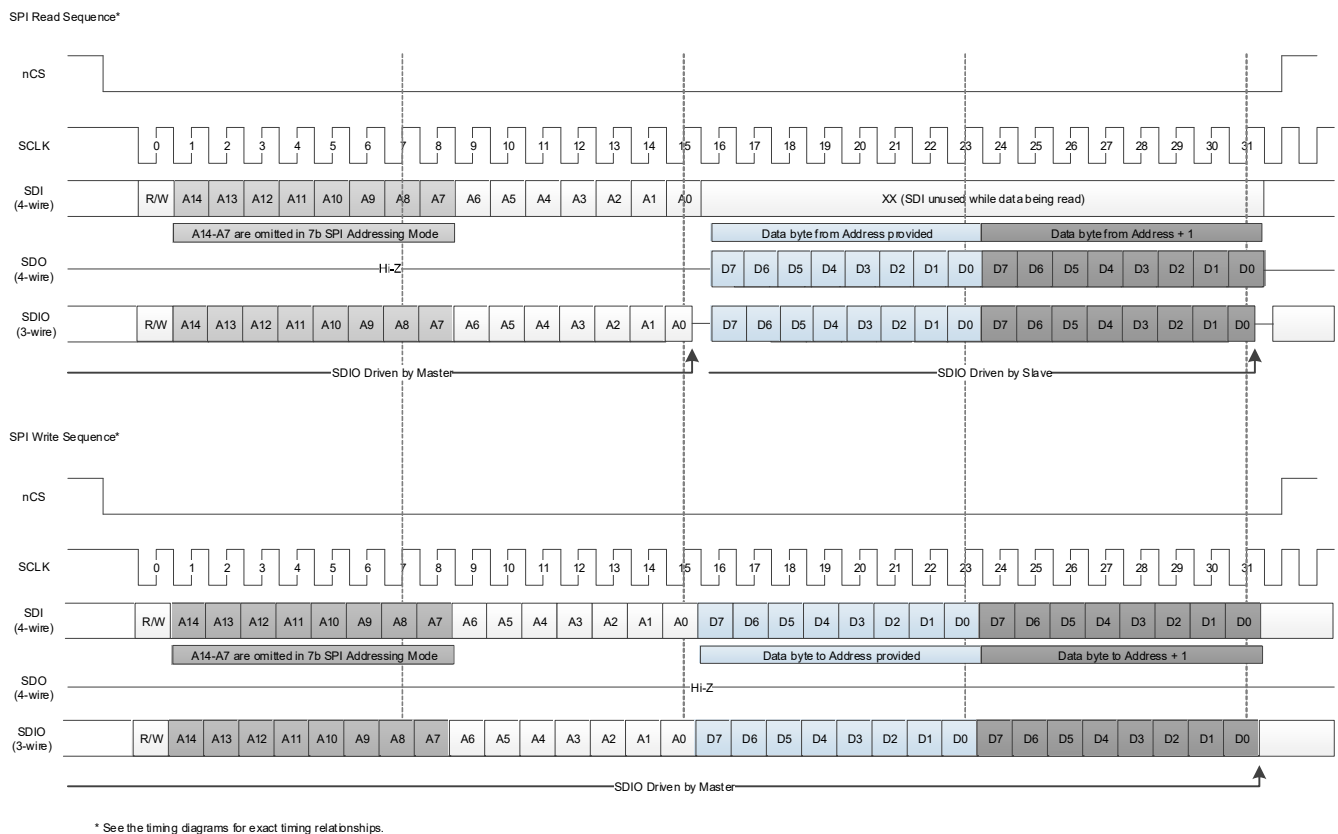 SPI Read Sequence*
nCS
SCLK 0 1 2 3 4 5 6 7 8 9 10 11 12 13 14 15 16 17 18 19 20 21 22 23 24 25 26 27 28 29 30 31
SDI R/W A14 A13 A12 A11 A10 A9 A8 A7 A6 A5 A4 A3 A2 A1 A0 XX (SDI unused while data being read)
(4-wire)
A14-A7 are omitted in 7b SPI Addressing Mode Data byte from Address provided Data byte from Address + 1
SDO Hi-Z D7 D6 D5 D4 D3 D2 D1 D0 D7 D6 D5 D4 D3 D2 D1 D0
(4-wire)
SDIO R/W A14 A13 A12 A11 A10 A9 A8 A7 A6 A5 A4 A3 A2 A1 A0 D7 D6 D5 D4 D3 D2 D1 D0 D7 D6 D5 D4 D3 D2 D1 D0
(3-wire)
SDIO Driven by Master SDIO Driven by Slave
SPI Write Sequence*
nCS
SCLK 0 1 2 3 4 5 6 7 8 9 10 11 12 13 14 15 16 17 18 19 20 21 22 23 24 25 26 27 28 29 30 31
SDI R/W A14 A13 A12 A11 A10 A9 A8 A7 A6 A5 A4 A3 A2 A1 A0 D7 D6 D5 D4 D3 D2 D1 D0 D7 D6 D5 D4 D3 D2 D1 D0
(4-wire)
A14-A7 are omitted in 7b SPI Addressing Mode Data byte to Address provided Data byte to Address + 1
SDO Hi-Z
(4-wire)
SDIO R/W A14 A13 A12 A11 A10 A9 A8 A7 A6 A5 A4 A3 A2 A1 A0 D7 D6 D5 D4 D3 D2 D1 D0 D7 D6 D5 D4 D3 D2 D1 D0
(3-wire)
SDIO Driven by Master
* See the timing diagrams for exact timing relationships.